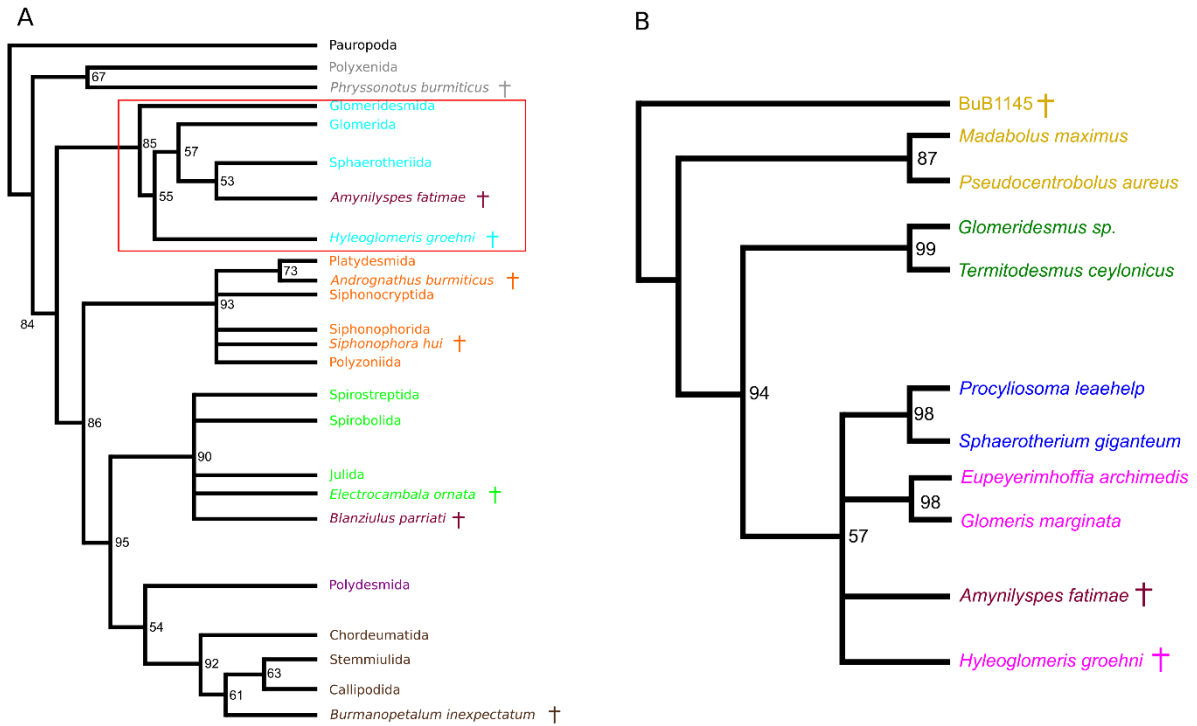 A
Pauropoda
Polyxenida
67
Phryssonotus burmiticus †
Glomeridesmida
Glomerida
85
57
Sphaerotheriida
53
Amynilyspes fatimae †
55
Hyleoglomeris groehni †
Platydesmida
73
Andrognathus burmiticus †
Siphonocryptida
93
84
Siphonophorida
Siphonophora hui †
Polyzoniida
Spirostreptida
86
Spirobolida
90
Julida
Electrocambala ornata †
Blanziulus parriati †
95
Polydesmida
54
Chordeumatida
92
Stemmiulida
63
Callipodida
61
Burmanopetalum inexpectatum †
B
BuB1145 †
Madabolus maximus
87
Pseudocentrobolus aureus
Glomeridesmus sp.
99
Termitodesmus ceylonicus
94
Procyliosoma leaehelp
98
Sphaerotherium giganteum
Eupeyerimhoffia archimedis
98
Glomeris marginata
57
Amynilyspes fatimae †
Hyleoglomeris groehni †